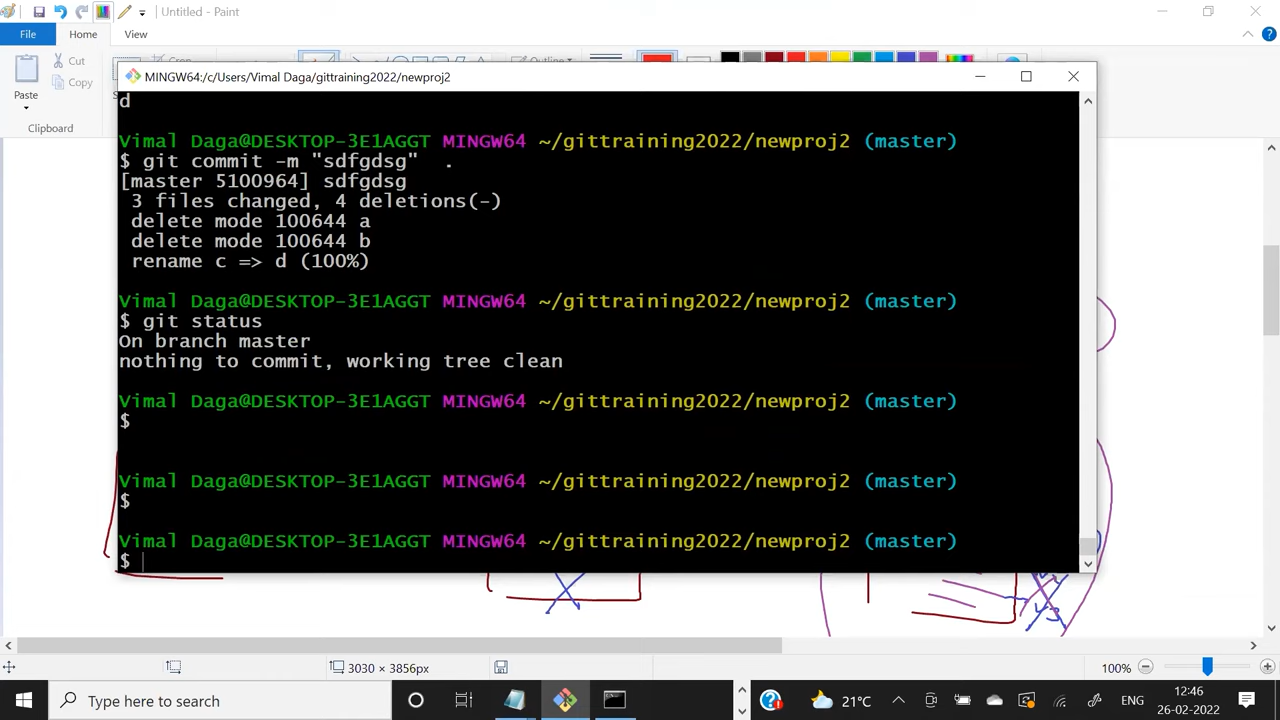 Untitled - Paint
File
Home
View
Cut
Crop
Outline
Paste
Copy
Clipboard
MINGW64:/c/Users/Vimal Daga/gittraining2022/newproj2
d
Vimal Daga@DESKTOP-3E1AGGT MINGW64 ~/gittraining2022/newproj2 (master)
$ git commit -m "sdfgdsg"  .
[master 5100964] sdfgdsg
 3 files changed, 4 deletions(-)
 delete mode 100644 a
 delete mode 100644 b
 rename c => d (100%)
Vimal Daga@DESKTOP-3E1AGGT MINGW64 ~/gittraining2022/newproj2 (master)
$ git status
On branch master
nothing to commit, working tree clean
Vimal Daga@DESKTOP-3E1AGGT MINGW64 ~/gittraining2022/newproj2 (master)
$
Vimal Daga@DESKTOP-3E1AGGT MINGW64 ~/gittraining2022/newproj2 (master)
$
Vimal Daga@DESKTOP-3E1AGGT MINGW64 ~/gittraining2022/newproj2 (master)
$
3030 × 3856px
100%
Type here to search
21°C
ENG
12:46
26-02-2022